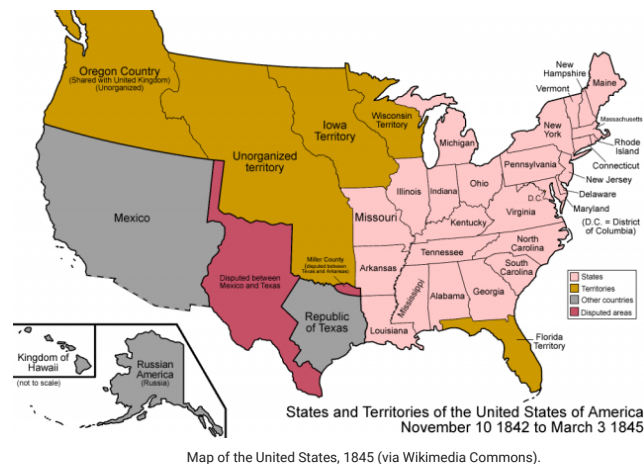 Oregon Country
(Shared with United Kingdom)
(Unorganized)
Mexico
Unorganized
territory
Iowa
Territory
Wisconsin
Territory
Michigan
Illinois
Indiana
Ohio
Missouri
Kentucky
Tennessee
Arkansas
Mississippi
Alabama
Georgia
Louisiana
Miller County
(disputed between
Texas and Arkansas)
Disputed between
Mexico and Texas
Republic
of Texas
New
Hampshire
Vermont
Maine
Massachusetts
New
York
Rhode
Island
Connecticut
Pennsylvania
New Jersey
Delaware
D.C.
Maryland
Virginia
(D.C. = District
of Columbia)
North
Carolina
South
Carolina
Florida
Territory
States
Territories
Other countries
Disputed areas
Kingdom of
Hawaii
(not to scale)
Russian
America
(Russia)
States and Territories of the United States of America
November 10 1842 to March 3 1845
Map of the United States, 1845 (via Wikimedia Commons).